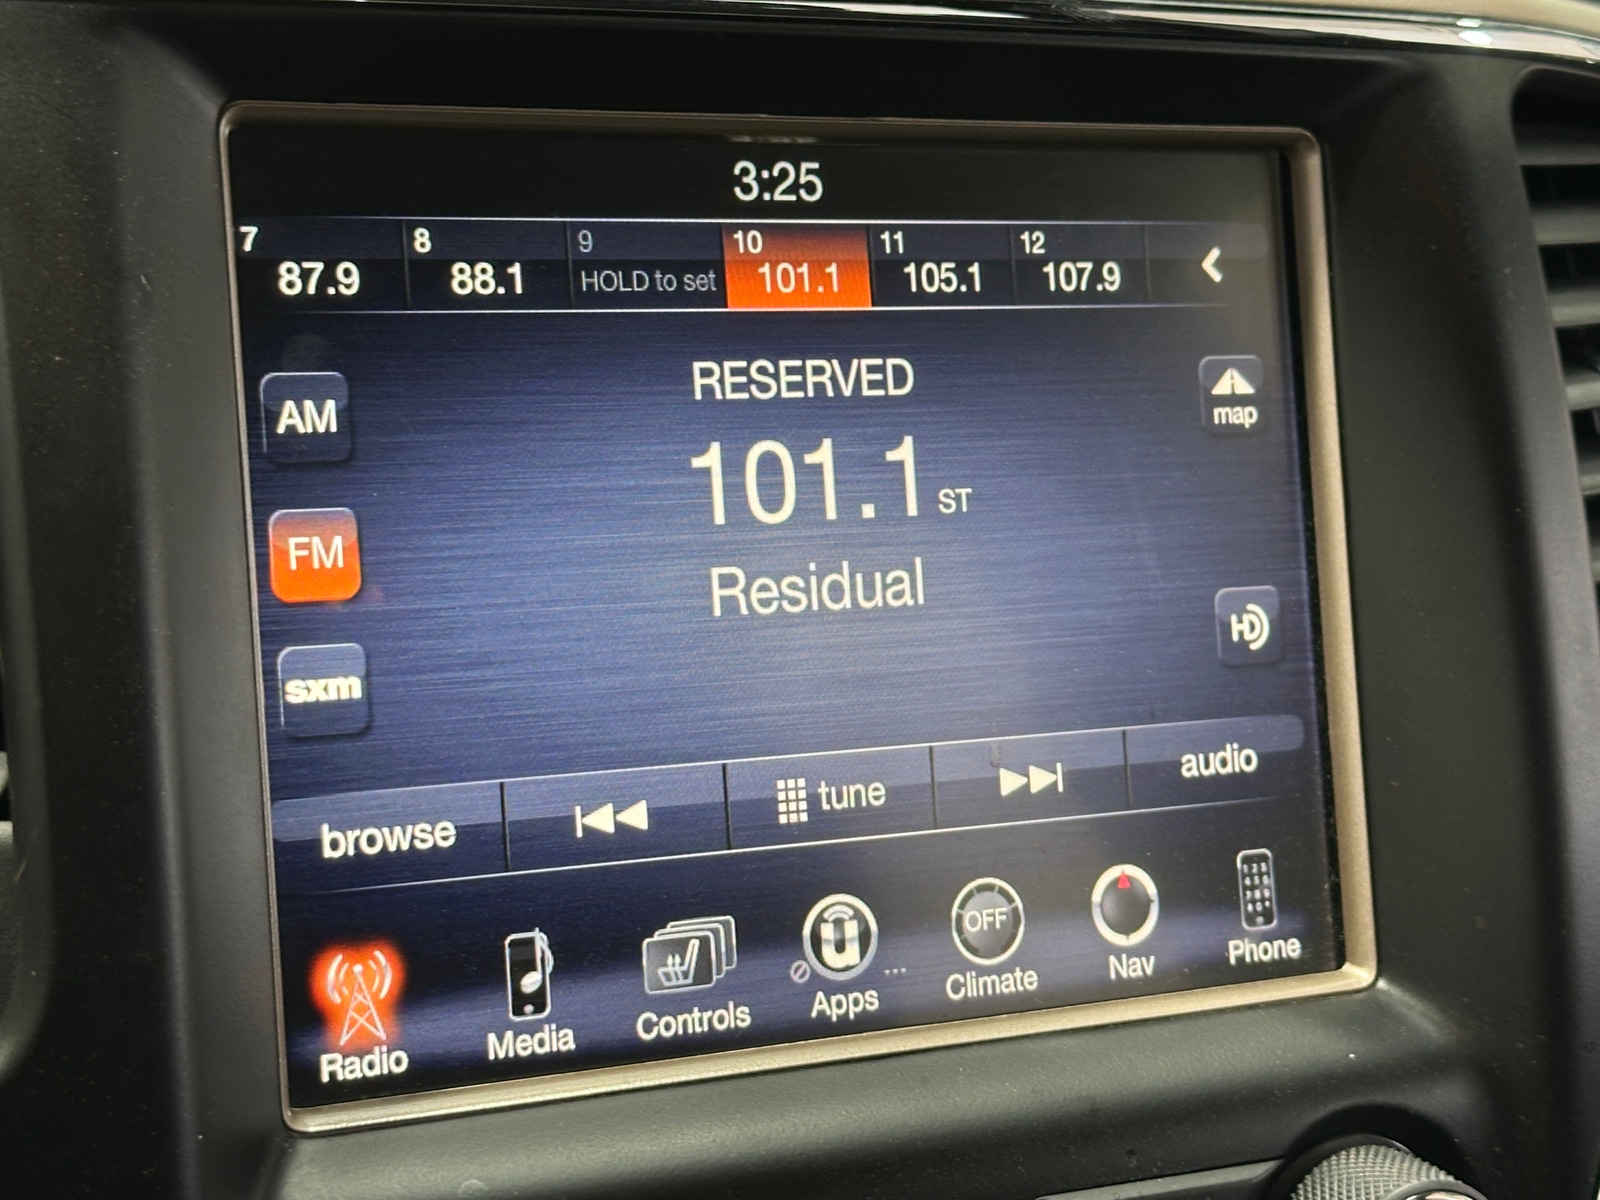 3:25
7 8 9 10 11 12
87.9 88.1 HOLD to set 101.1 105.1 107.9
RESERVED
AM
map
101.1 ST
FM
Residual
HD
sxm
browse tune audio
OFF
Radio Media Controls Apps ... Climate Nav Phone